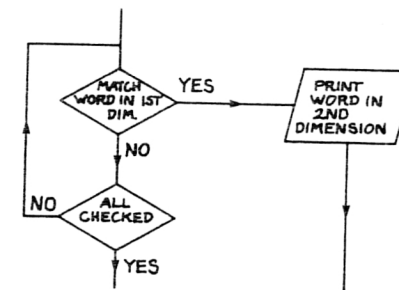 MATCH
WORD IN 1ST
DIM.
YES
PRINT
WORD IN
2ND
DIMENSION
NO
NO
ALL
CHECKED
YES